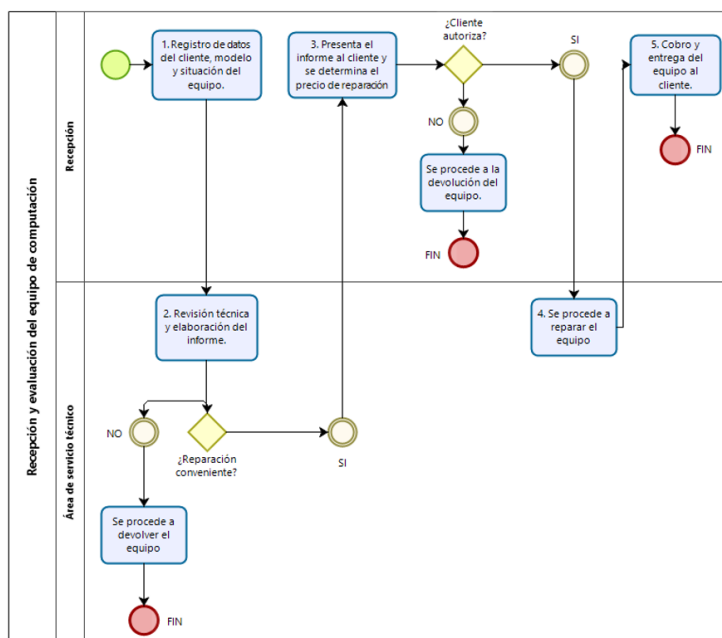 Recepción y evaluación del equipo de computación
Recepción
1. Registro de datos
del cliente, modelo
y situación del
equipo.
3. Presenta el
informe al cliente y
se determina el
precio de reparación
¿Cliente
autoriza?
SI
5. Cobro y
entrega del
equipo al
cliente.
NO
FIN
Se procede a la
devolución del
equipo.
FIN
Área de servicio técnico
2. Revisión técnica
y elaboración del
informe.
4. Se procede a
reparar el
equipo
NO
¿Reparación
conveniente?
SI
Se procede a
devolver el
equipo
FIN